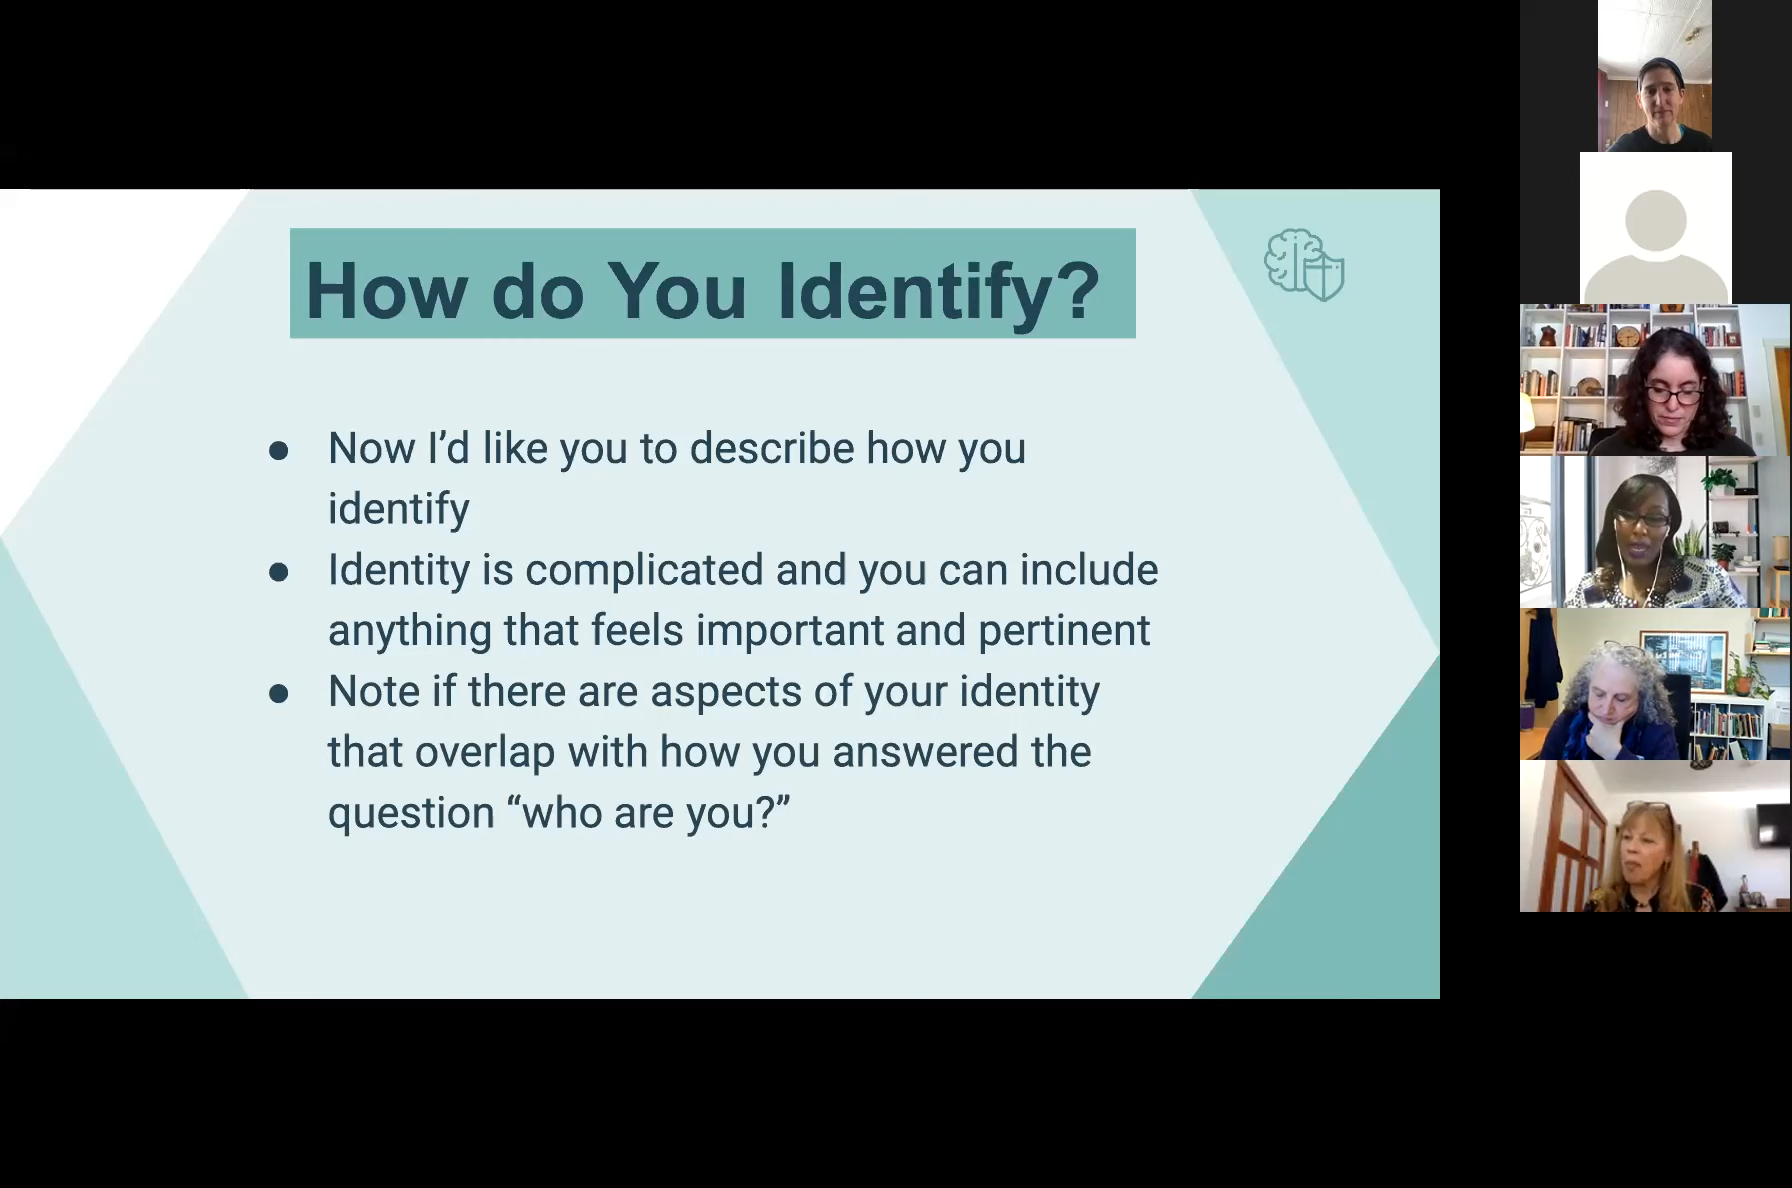 How do You Identify?
● Now I’d like you to describe how you
identify
● Identity is complicated and you can include
anything that feels important and pertinent
● Note if there are aspects of your identity
that overlap with how you answered the
question “who are you?”